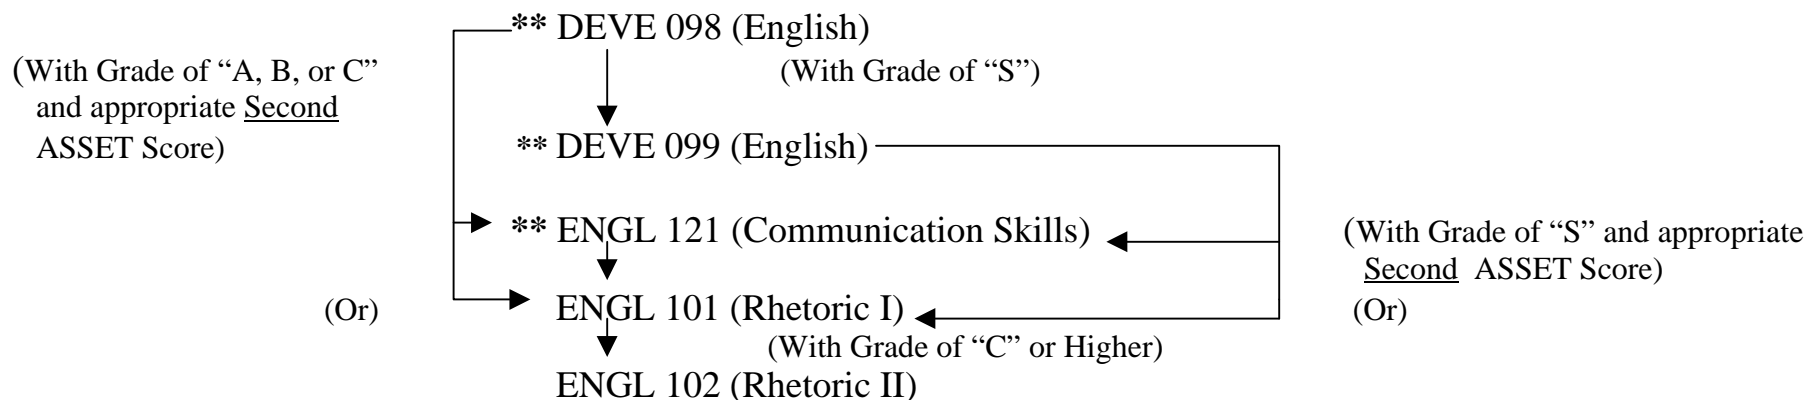 ** DEVE 098 (English)
(With Grade of “A, B, or C”
and appropriate Second
ASSET Score)
(With Grade of “S”)
** DEVE 099 (English)
** ENGL 121 (Communication Skills)
(With Grade of “S” and appropriate
Second ASSET Score)
(Or)
ENGL 101 (Rhetoric I)
(Or)
(With Grade of “C” or Higher)
ENGL 102 (Rhetoric II)